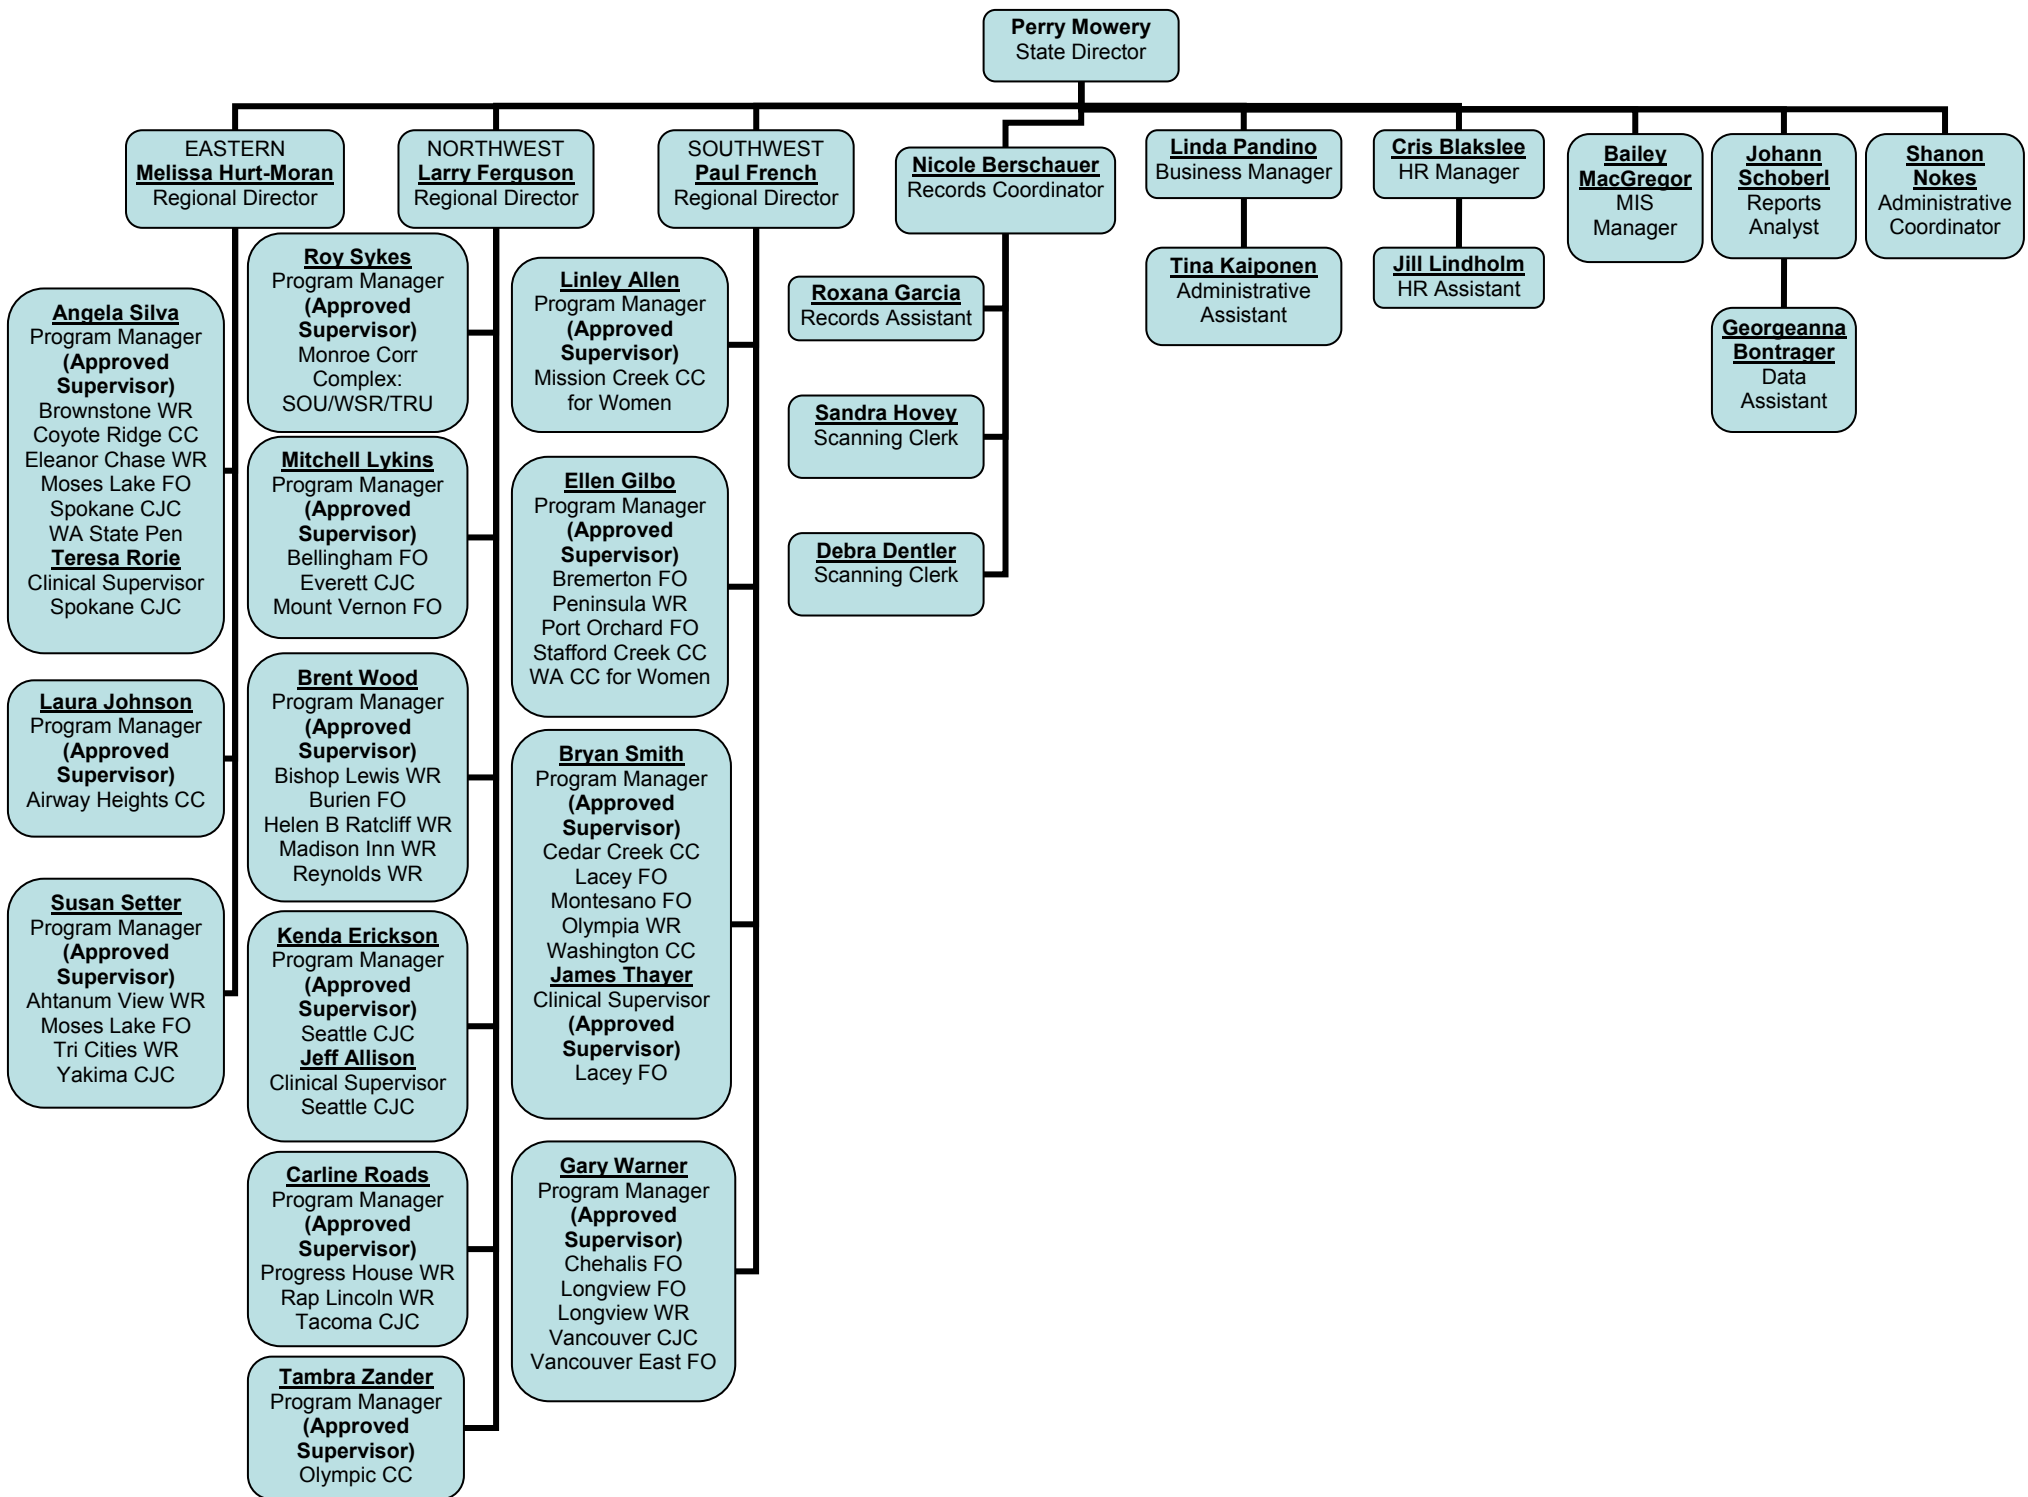 Perry Mowery
State Director
EASTERN
Melissa Hurt-Moran
Regional Director
NORTHWEST
Larry Ferguson
Regional Director
SOUTHWEST
Paul French
Regional Director
Nicole Berschauer
Records Coordinator
Linda Pandino
Business Manager
Cris Blakslee
HR Manager
Bailey
MacGregor
MIS
Manager
Johann
Schoberl
Reports
Analyst
Shanon
Nokes
Administrative
Coordinator
Angela Silva
Program Manager
(Approved
Supervisor)
Brownstone WR
Coyote Ridge CC
Eleanor Chase WR
Moses Lake FO
Spokane CJC
WA State Pen
Teresa Rorie
Clinical Supervisor
Spokane CJC
Laura Johnson
Program Manager
(Approved
Supervisor)
Airway Heights CC
Susan Setter
Program Manager
(Approved
Supervisor)
Ahtanum View WR
Moses Lake FO
Tri Cities WR
Yakima CJC
Roy Sykes
Program Manager
(Approved
Supervisor)
Monroe Corr
Complex:
SOU/WSR/TRU
Mitchell Lykins
Program Manager
(Approved
Supervisor)
Bellingham FO
Everett CJC
Mount Vernon FO
Brent Wood
Program Manager
(Approved
Supervisor)
Bishop Lewis WR
Burien FO
Helen B Ratcliff WR
Madison Inn WR
Reynolds WR
Kenda Erickson
Program Manager
(Approved
Supervisor)
Seattle CJC
Jeff Allison
Clinical Supervisor
Seattle CJC
Carline Roads
Program Manager
(Approved
Supervisor)
Progress House WR
Rap Lincoln WR
Tacoma CJC
Tambra Zander
Program Manager
(Approved
Supervisor)
Olympic CC
Linley Allen
Program Manager
(Approved
Supervisor)
Mission Creek CC
for Women
Ellen Gilbo
Program Manager
(Approved
Supervisor)
Bremerton FO
Peninsula WR
Port Orchard FO
Stafford Creek CC
WA CC for Women
Bryan Smith
Program Manager
(Approved
Supervisor)
Cedar Creek CC
Lacey FO
Montesano FO
Olympia WR
Washington CC
James Thayer
Clinical Supervisor
(Approved
Supervisor)
Lacey FO
Gary Warner
Program Manager
(Approved
Supervisor)
Chehalis FO
Longview FO
Longview WR
Vancouver CJC
Vancouver East FO
Roxana Garcia
Records Assistant
Sandra Hovey
Scanning Clerk
Debra Dentler
Scanning Clerk
Tina Kaiponen
Administrative
Assistant
Jill Lindholm
HR Assistant
Georgeanna
Bontrager
Data
Assistant